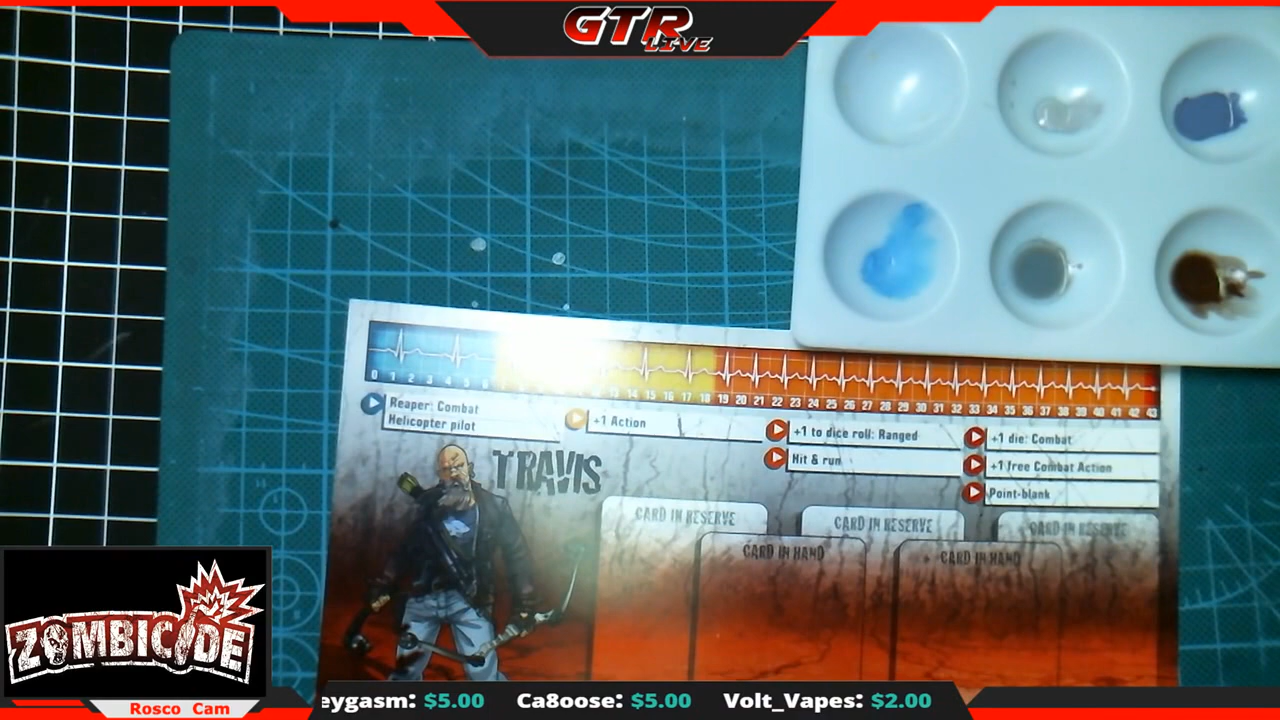 GTR
LIVE
0 1 2 3 4 5 6 13 14 15 16 17 18 19 20 21 22 23 24 25 26 27 28 29 30 31 32 33 34 35 36 37 38 39 40 41 42 43
Reaper: Combat
Helicopter pilot
+1 Action
+1 to dice roll: Ranged
Hit & run
+1 die: Combat
+1 free Combat Action
Point-blank
TRAVIS
CARD IN RESERVE
CARD IN RESERVE
CARD IN RESERVE
CARD IN HAND
CARD IN HAND
ZOMBICIDE
Rosco Cam
eygasm: $5.00 Ca8oose: $5.00 Volt_Vapes: $2.00